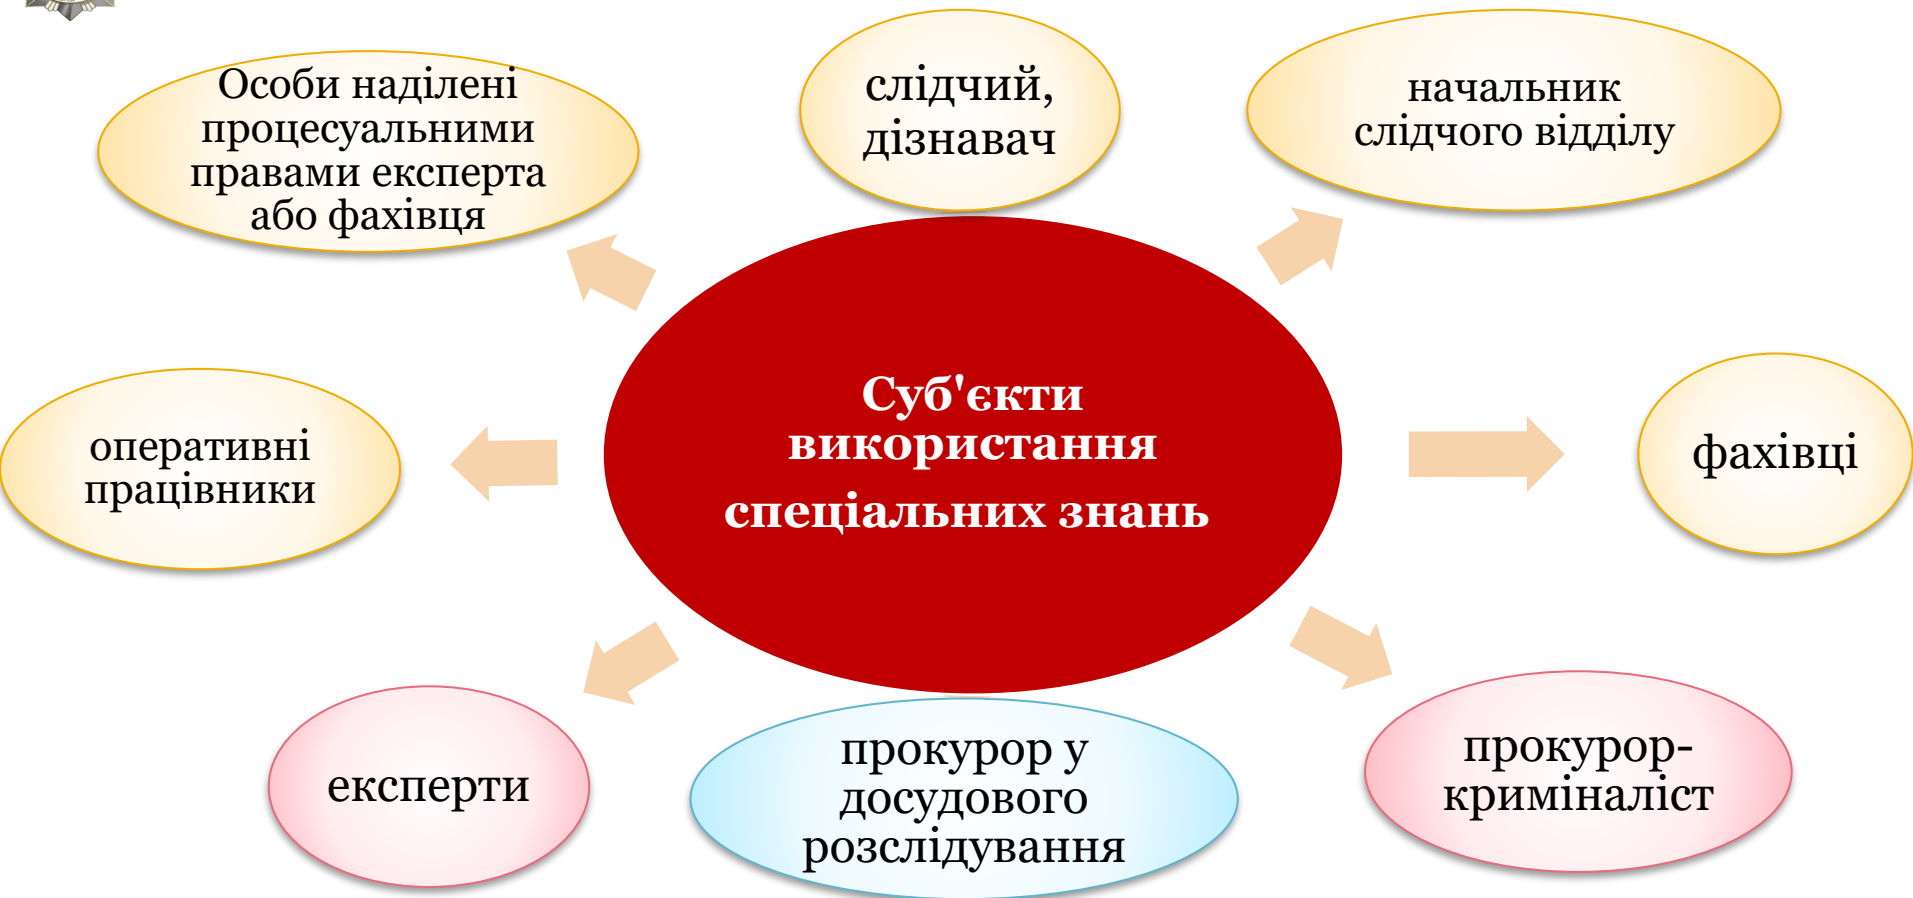 Особи наділені
процесуальними
правами експерта
або фахівця
слідчий,
дізнавач
начальник
слідчого відділу
Суб'єкти
використання
спеціальних знань
оперативні
працівники
фахівці
експерти
прокурор у
досудового
розслідування
прокурор-
криміналіст